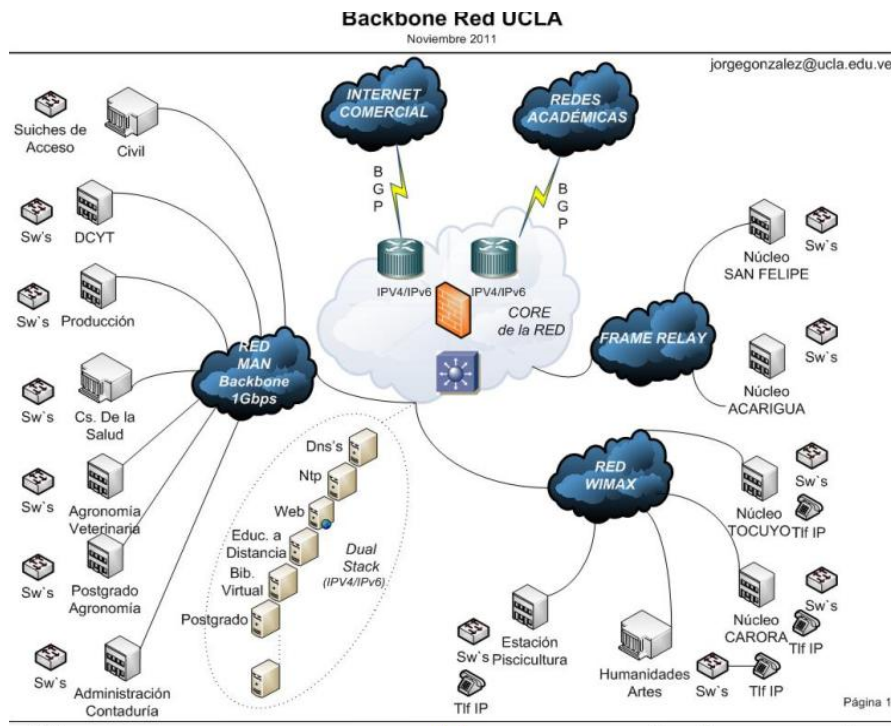 Backbone Red UCLA
Noviembre 2011
jorgegonzalez@ucla.edu.ve
INTERNET
COMERCIAL
REDES
ACADÉMICAS
B
G
P
B
G
P
IPV4/IPv6
IPV4/IPv6
CORE
de la RED
Suiches de
Acceso
Civil
Sw's
DCYT
Sw`s
Producción
Sw`s
Cs. De la
Salud
Sw`s
Agronomía
Veterinaria
Sw`s
Postgrado
Agronomía
Sw`s
Administración
Contaduría
RED
MAN
Backbone
1Gbps
Dns's
Ntp
Web
Educ. a
Distancia
Bib.
Virtual
Postgrado
Dual
Stack
(IPV4/IPv6)
FRAME RELAY
Núcleo
SAN FELIPE
Sw`s
Núcleo
ACARIGUA
Sw`s
RED
WIMAX
Núcleo
TOCUYO
Sw`s
Tlf IP
Núcleo
CARORA
Sw`s
Tlf IP
Estación
Piscicultura
Sw`s
Tlf IP
Humanidades
Artes
Sw`s
Tlf IP
Página 1